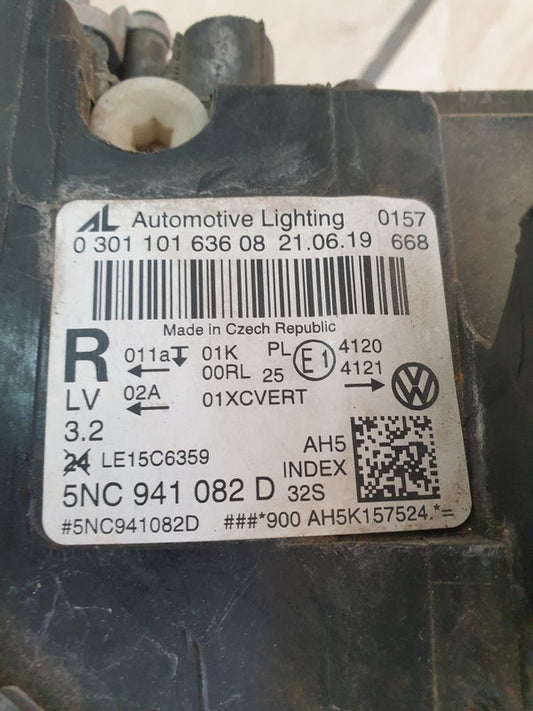 AL Automotive Lighting 0157
0 301 101 636 08 21.06.19 668
Made in Czech Republic
R 011a 01K PL E1 4120
00RL 25 4121
LV 02A 01XCVERT VW
3.2
24 LE15C6359 AH5
INDEX
5NC 941 082 D 32S
#5NC941082D ###*900 AH5K157524.*=